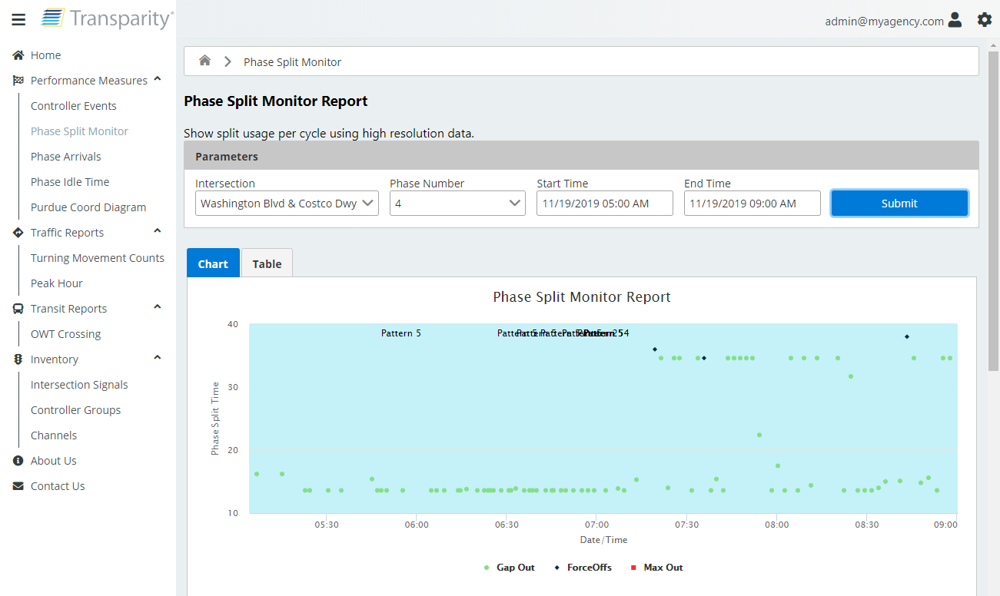 Transparity®
admin@myagency.com
Home
Performance Measures
Controller Events
Phase Split Monitor
Phase Arrivals
Phase Idle Time
Purdue Coord Diagram
Traffic Reports
Turning Movement Counts
Peak Hour
Transit Reports
OWT Crossing
Inventory
Intersection Signals
Controller Groups
Channels
About Us
Contact Us
Phase Split Monitor
Phase Split Monitor Report
Show split usage per cycle using high resolution data.
Parameters
Intersection Phase Number Start Time End Time
Washington Blvd & Costco Dwy 4 11/19/2019 05:00 AM 11/19/2019 09:00 AM Submit
Chart Table
Phase Split Monitor Report
Pattern 5
40
30
20
10
Phase Split Time
05:30 06:00 06:30 07:00 07:30 08:00 08:30 09:00
Date/Time
Gap Out ForceOffs Max Out